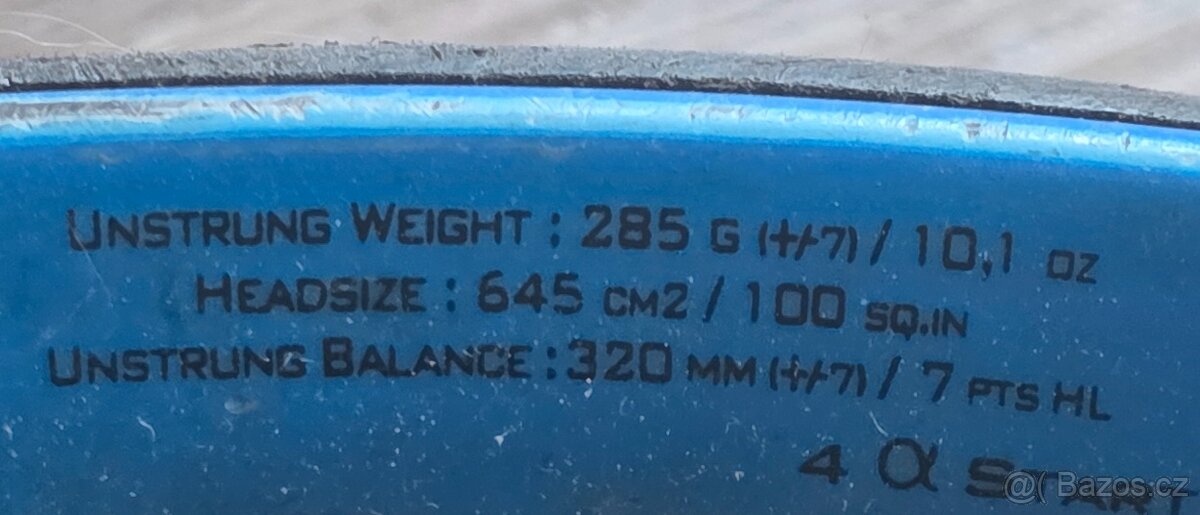 UNSTRUNG WEIGHT : 285 G (+/-7) / 10,1 OZ
HEADSIZE : 645 CM2 / 100 SQ.IN
UNSTRUNG BALANCE : 320 MM (+/-7) / 7 PTS HL
4 α START
Bazos.cz